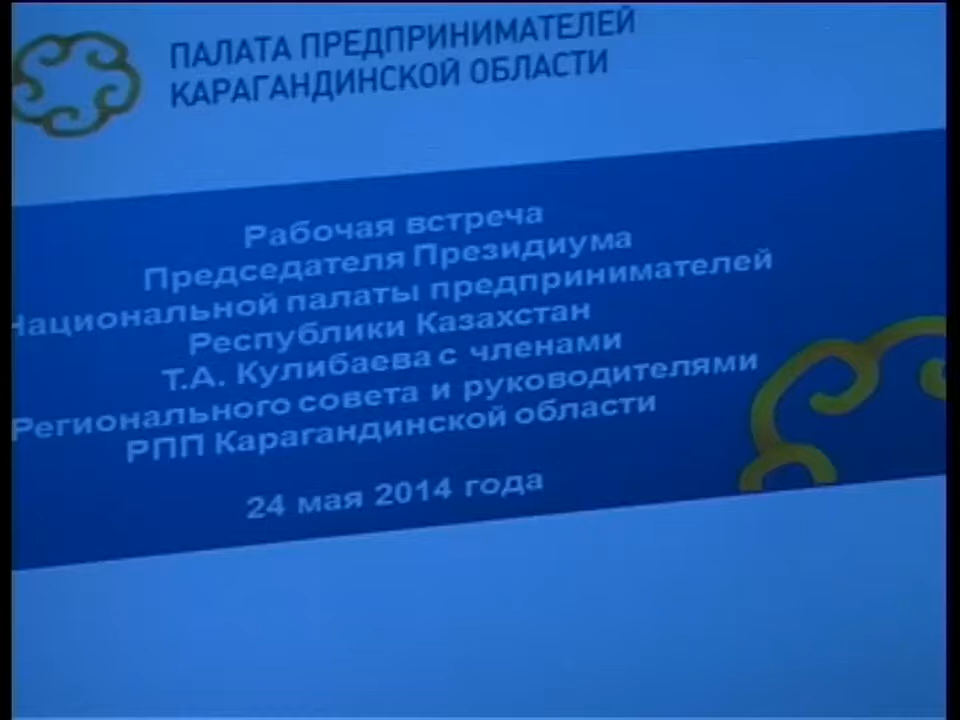 ПАЛАТА ПРЕДПРИНИМАТЕЛЕЙ
КАРАГАНДИНСКОЙ ОБЛАСТИ
Рабочая встреча
Председателя Президиума
Национальной палаты предпринимателей
Республики Казахстан
Т.А. Кулибаева с членами
Регионального совета и руководителями
РПП Карагандинской области
24 мая 2014 года